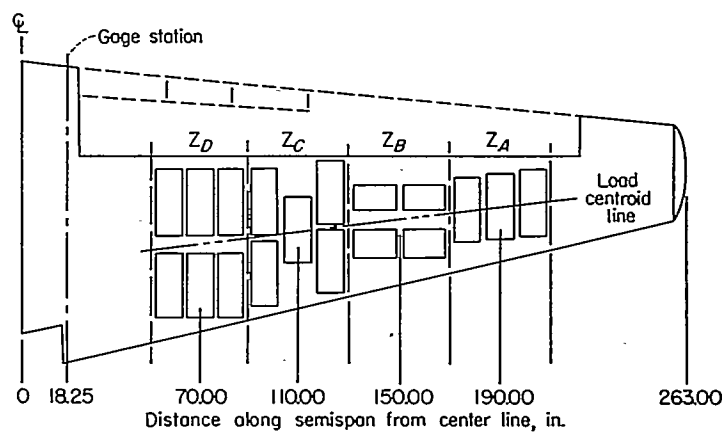 ℄
Gage station
Z_D Z_C Z_B Z_A
Load
centroid
line
0 18.25 70.00 110.00 150.00 190.00 263.00
Distance along semispan from center line, in.